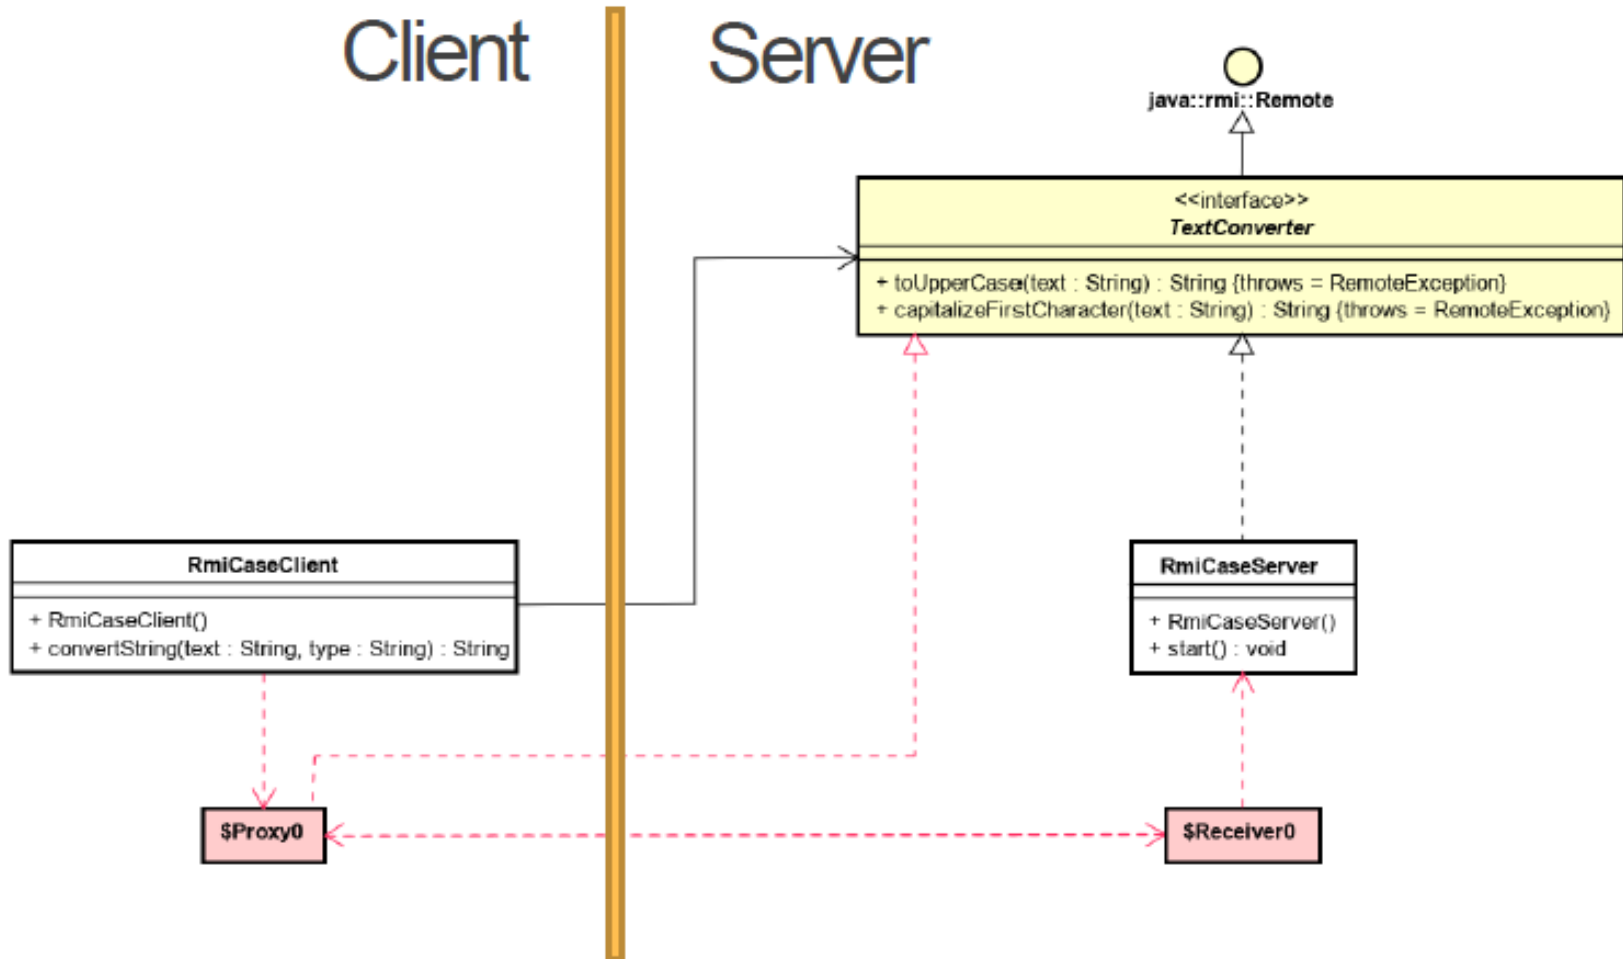 Client
Server
java::rmi::Remote
<<interface>>
TextConverter
+ toUpperCase(text : String) : String {throws = RemoteException}
+ capitalizeFirstCharacter(text : String) : String {throws = RemoteException}
RmiCaseClient
+ RmiCaseClient()
+ convertString(text : String, type : String) : String
RmiCaseServer
+ RmiCaseServer()
+ start() : void
$Proxy0
$Receiver0